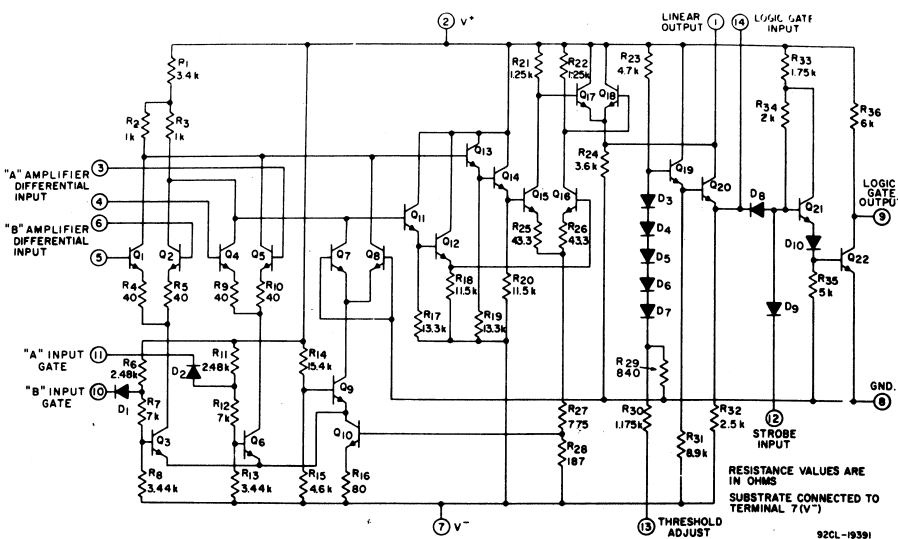 LINEAR OUTPUT
1
14
LOGIC GATE INPUT
2 V+
R1 3.4k
R2 1k
R3 1k
R21 1.25k
R22 1.25k
R23 4.7k
R33 1.75k
R34 2k
R36 6k
Q17
Q18
3
"A" AMPLIFIER
DIFFERENTIAL
INPUT
4
6
"B" AMPLIFIER
DIFFERENTIAL
INPUT
5
Q13
Q14
R24 3.6k
Q19
Q20
D8
Q21
LOGIC
GATE
OUTPUT
9
Q11
Q12
Q15
Q16
D3
D4
D5
D6
D7
D10
Q22
Q1
Q2
Q4
Q5
Q7
Q8
R25 43.3
R26 43.3
R4 40
R5 40
R9 40
R10 40
R18 11.5k
R20 11.5k
R17 13.3k
R19 13.3k
R35 5k
D9
"A" INPUT
GATE
11
R6 2.48k
D2
R11 2.48k
R14 15.4k
R29 840
"B" INPUT
GATE
10
D1
R7 7k
R12 7k
Q9
Q10
GND.
8
R27 775
R28 187
R30 1.175k
R31 8.9k
R32 2.5k
12
STROBE
INPUT
Q3
Q6
R8 3.44k
R13 3.44k
R15 4.6k
R16 80
7 V-
13 THRESHOLD
ADJUST
RESISTANCE VALUES ARE
IN OHMS
SUBSTRATE CONNECTED TO
TERMINAL 7 (V-)
92CL-19391